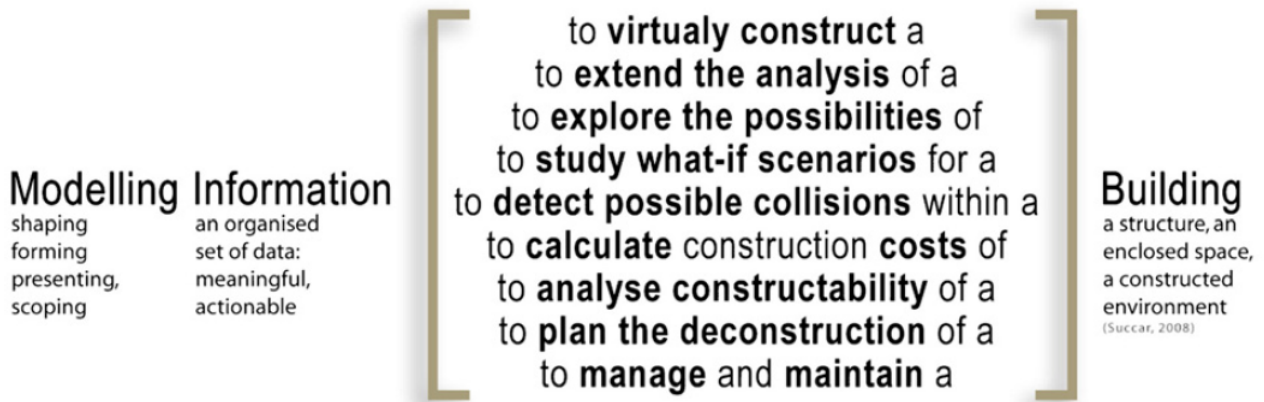 Modelling
shaping
forming
presenting,
scoping
Information
an organised
set of data:
meaningful,
actionable
to virtualy construct a
to extend the analysis of a
to explore the possibilities of
to study what-if scenarios for a
to detect possible collisions within a
to calculate construction costs of
to analyse constructability of a
to plan the deconstruction of a
to manage and maintain a
Building
a structure, an
enclosed space,
a constructed
environment
(Succar, 2008)